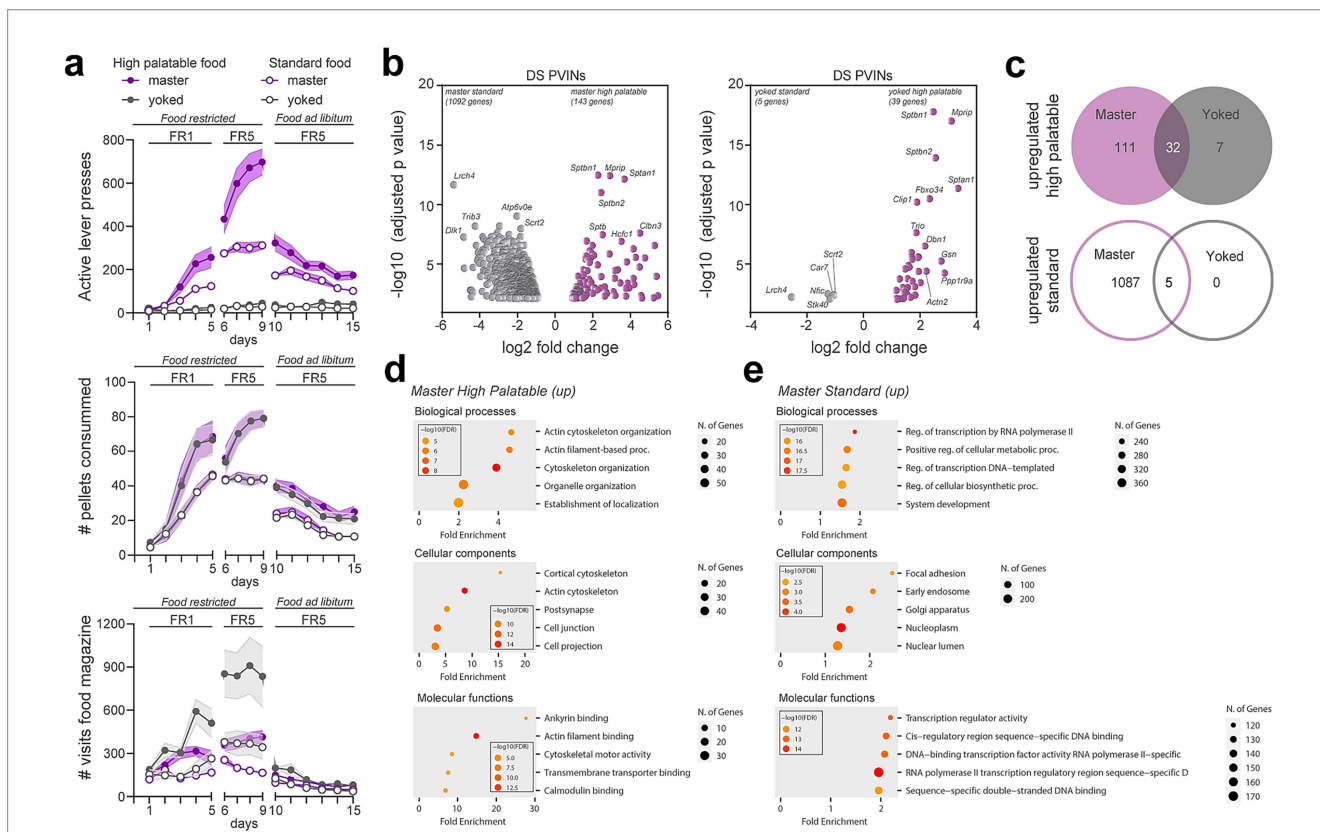 a
High palatable food
Standard food
master
master
yoked
yoked
Food restricted
Food ad libitum
FR1
FR5
FR5
Active lever presses
800
600
400
300
200
100
0
1
5
6
9
10
15
days
Food restricted
Food ad libitum
FR1
FR5
FR5
# pellets consummed
100
80
60
40
20
0
1
5
6
9
10
15
days
Food restricted
Food ad libitum
FR1
FR5
FR5
# visits food magazine
1200
900
600
300
0
1
5
6
9
10
15
days
b
DS PVINs
master standard
(1092 genes)
master high palatable
(143 genes)
-log10 (adjusted p value)
20
15
10
5
Lrch4
Trib3
Dlk1
Atp6v0e
Scrt2
Sptbn1
Mprip
Sptan1
Sptbn2
Sptb
Hcfc1
Clbn3
-6
-4
-2
0
2
4
6
log2 fold change
DS PVINs
yoked standard
(5 genes)
yoked high palatable
(39 genes)
-log10 (adjusted p value)
20
15
10
5
Sptbn1
Mprip
Sptbn2
Sptan1
Fbxo34
Clip1
Trio
Dbn1
Gsn
Ppp1r9a
Actn2
Scrt2
Car7
Nfic
Stk40
Lrch4
-4
-2
0
2
4
log2 fold change
c
upregulated
high palatable
Master
Yoked
111
32
7
upregulated
standard
Master
Yoked
1087
5
0
d
Master High Palatable (up)
Biological processes
−log10(FDR)
5
6
7
8
Actin cytoskeleton organization
Actin filament-based proc.
Cytoskeleton organization
Organelle organization
Establishment of localization
N. of Genes
20
30
40
50
0
2
4
Fold Enrichment
Cellular components
Cortical cytoskeleton
Actin cytoskeleton
Postsynapse
Cell junction
Cell projection
−log10(FDR)
10
12
14
N. of Genes
20
30
40
0
5
10
15
20
Fold Enrichment
Molecular functions
Ankyrin binding
Actin filament binding
Cytoskeletal motor activity
Transmembrane transporter binding
Calmodulin binding
−log10(FDR)
5.0
7.5
10.0
12.5
N. of Genes
10
20
30
0
10
20
30
Fold Enrichment
e
Master Standard (up)
Biological processes
−log10(FDR)
16
16.5
17
17.5
Reg. of transcription by RNA polymerase II
Positive reg. of cellular metabolic proc.
Reg. of transcription DNA−templated
Reg. of cellular biosynthetic proc.
System development
N. of Genes
240
280
320
360
0
1
2
Fold Enrichment
Cellular components
−log10(FDR)
2.5
3.0
3.5
4.0
Focal adhesion
Early endosome
Golgi apparatus
Nucleoplasm
Nuclear lumen
N. of Genes
100
200
0
1
2
Fold Enrichment
Molecular functions
−log10(FDR)
12
13
14
Transcription regulator activity
Cis−regulatory region sequence−specific DNA binding
DNA−binding transcription factor activity RNA polymerase II−specific
RNA polymerase II transcription regulatory region sequence−specific D
Sequence−specific double−stranded DNA binding
N. of Genes
120
130
140
150
160
170
0
1
2
Fold Enrichment